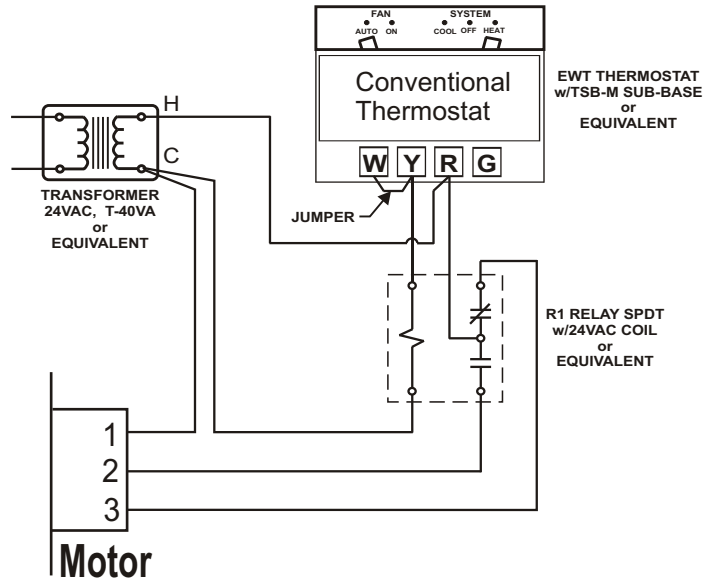 FAN SYSTEM
AUTO ON COOL OFF HEAT
Conventional
Thermostat
W Y R G
EWT THERMOSTAT
w/TSB-M SUB-BASE
or
EQUIVALENT
H
C
TRANSFORMER
24VAC, T-40VA
or
EQUIVALENT
JUMPER
R1 RELAY SPDT
w/24VAC COIL
or
EQUIVALENT
1
2
3
Motor